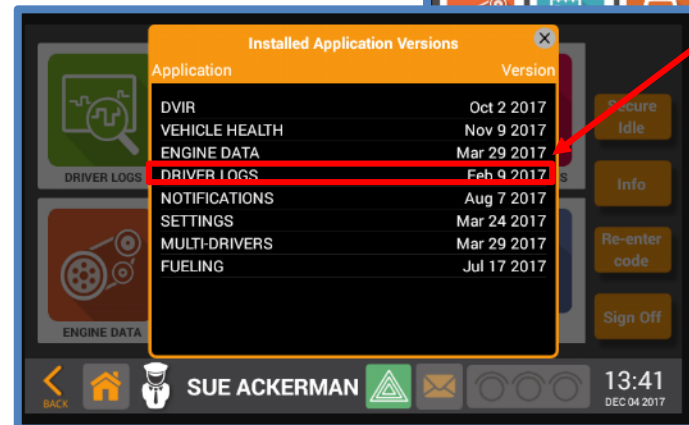 Installed Application Versions
Application Version
DVIR Oct 2 2017
VEHICLE HEALTH Nov 9 2017
ENGINE DATA Mar 29 2017
DRIVER LOGS Feb 9 2017
NOTIFICATIONS Aug 7 2017
SETTINGS Mar 24 2017
MULTI-DRIVERS Mar 29 2017
FUELING Jul 17 2017
DRIVER LOGS
S
ENGINE DATA
Secure
Idle
Info
Re-enter
code
Sign Off
BACK
SUE ACKERMAN
13:41
DEC 04 2017